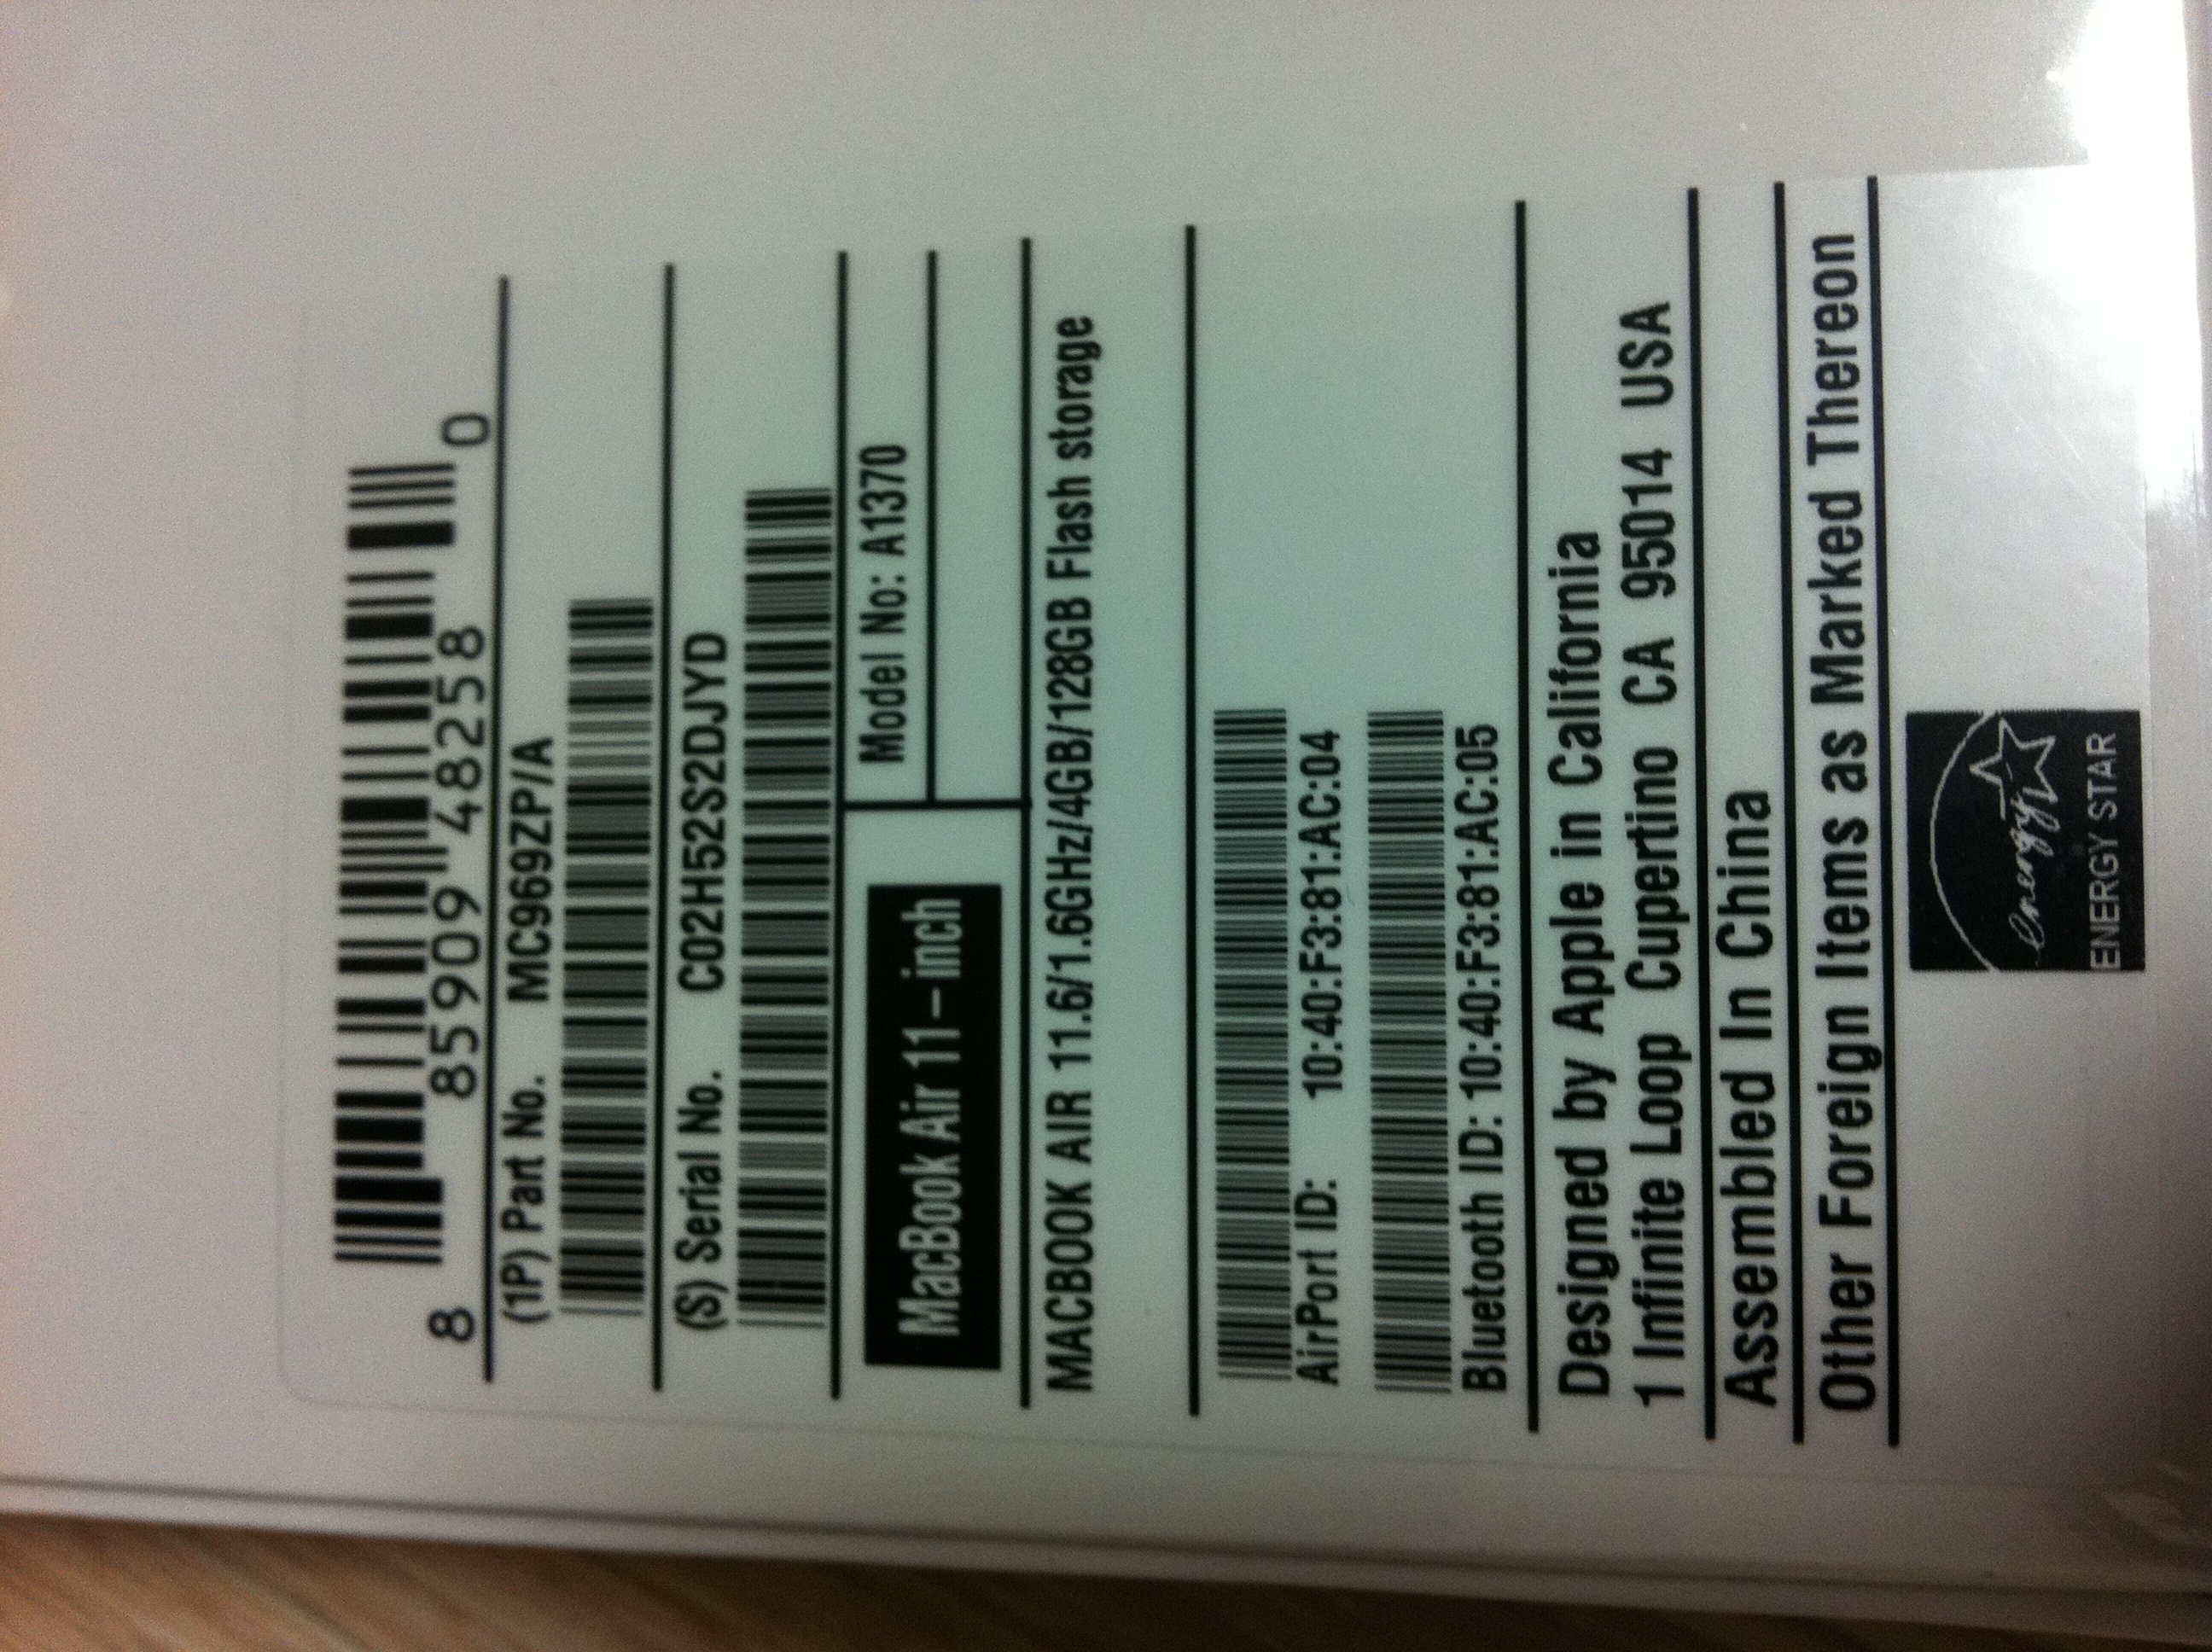 8 85909 48258 0
(1P) Part No. MC969ZP/A
(S) Serial No. C02H52S2DJYD
MacBook Air 11-inch
Model No: A1370
MACBOOK AIR 11.6/1.6GHz/4GB/128GB Flash storage
AirPort ID: 10:40:F3:81:AC:04
Bluetooth ID: 10:40:F3:81:AC:05
Designed by Apple in California
1 Infinite Loop Cupertino CA 95014 USA
Assembled In China
Other Foreign Items as Marked Thereon
energy
ENERGY STAR